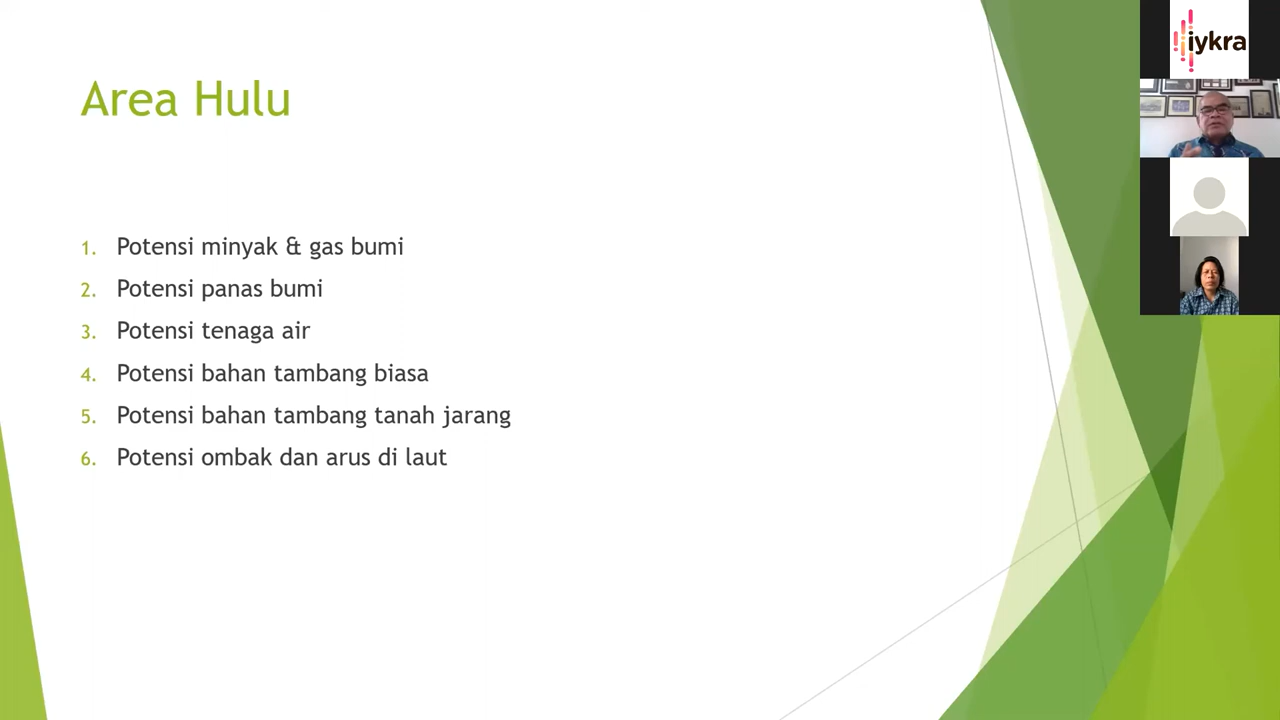 Area Hulu
1. Potensi minyak & gas bumi
2. Potensi panas bumi
3. Potensi tenaga air
4. Potensi bahan tambang biasa
5. Potensi bahan tambang tanah jarang
6. Potensi ombak dan arus di laut
iykra